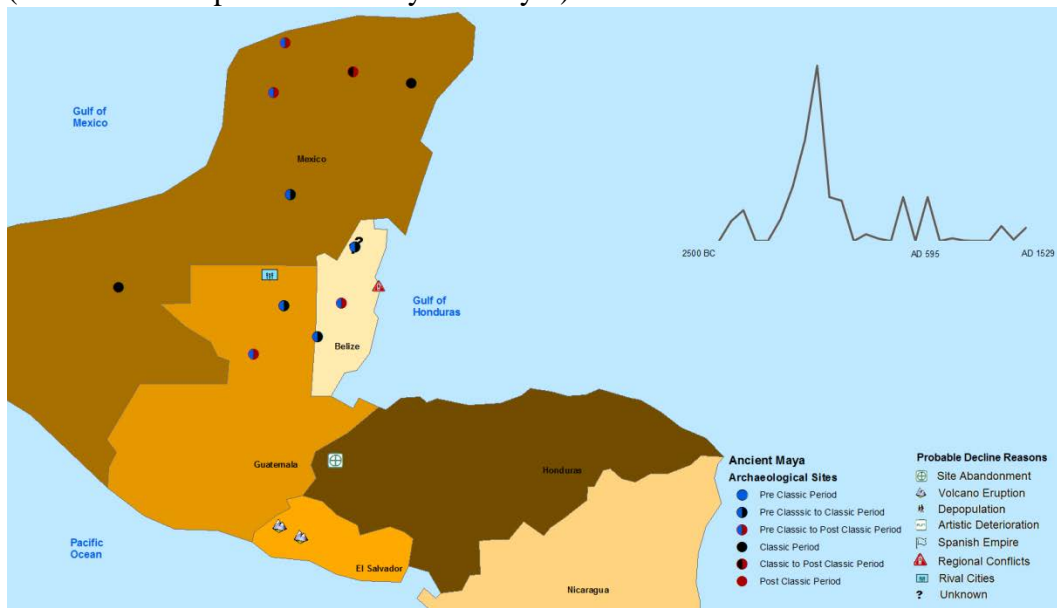 Gulf of
Mexico
Mexico
2500 BC
AD 595
AD 1529
Gulf of
Honduras
Belize
Guatemala
Honduras
Pacific
Ocean
El Salvador
Nicaragua
Ancient Maya
Archaeological Sites
Pre Classic Period
Pre Classsic to Classic Period
Pre Classic to Post Classic Period
Classic Period
Classic to Post Classic Period
Post Classic Period
Probable Decline Reasons
Site Abandonment
Volcano Eruption
Depopulation
Artistic Deterioration
Spanish Empire
Regional Conflicts
Rival Cities
? Unknown